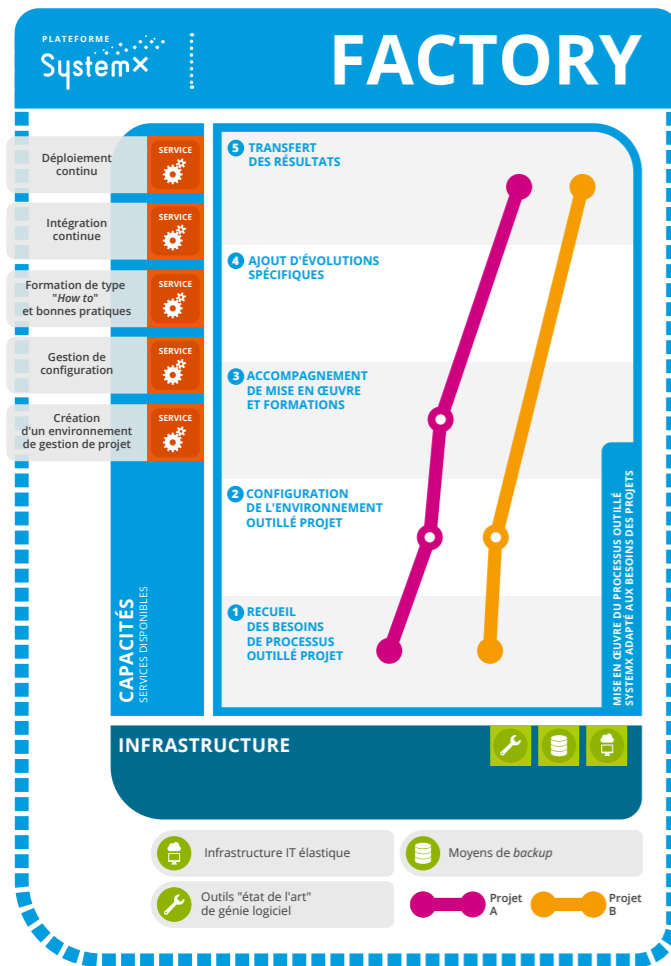 PLATEFORME
SystemX
FACTORY
Déploiement
continu
SERVICE
Intégration
continue
SERVICE
Formation de type
"How to"
et bonnes pratiques
SERVICE
Gestion de
configuration
SERVICE
Création
d'un environnement
de gestion de projet
SERVICE
CAPACITÉS
SERVICES DISPONIBLES
5 TRANSFERT
DES RÉSULTATS
4 AJOUT D'ÉVOLUTIONS
SPÉCIFIQUES
3 ACCOMPAGNEMENT
DE MISE EN ŒUVRE
ET FORMATIONS
2 CONFIGURATION
DE L'ENVIRONNEMENT
OUTILLÉ PROJET
1 RECUEIL
DES BESOINS
DE PROCESSUS
OUTILLÉ PROJET
MISE EN ŒUVRE DU PROCESSUS OUTILLÉ
SYSTEMX ADAPTÉ AUX BESOINS DES PROJETS
INFRASTRUCTURE
Infrastructure IT élastique
Moyens de backup
Outils "état de l'art"
de génie logiciel
Projet
A
Projet
B